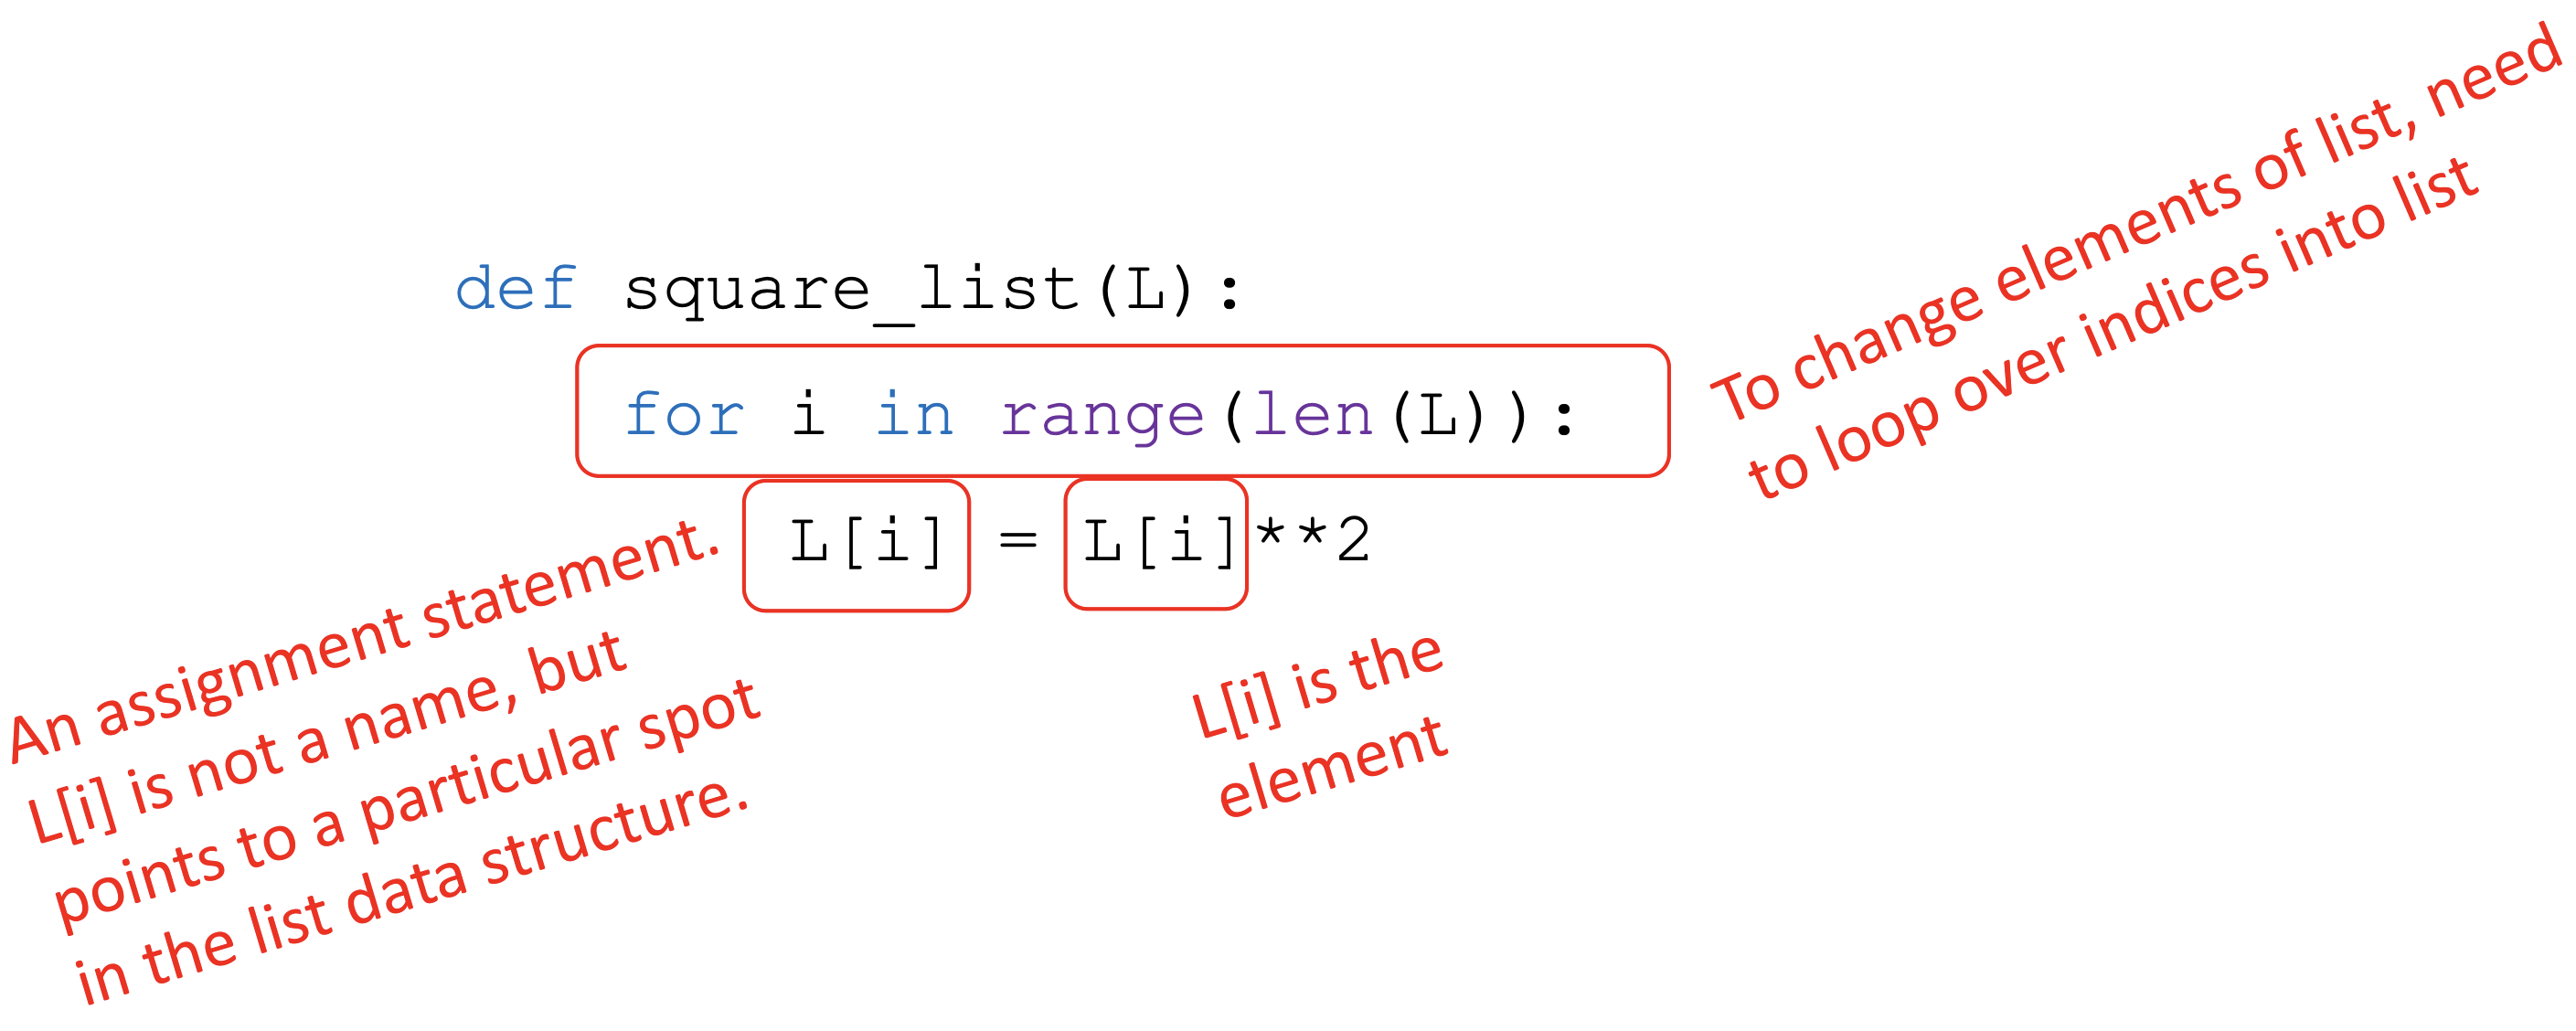 def square_list(L):
for i in range(len(L)):
L[i] = L[i]**2
To change elements of list, need
to loop over indices into list
An assignment statement.
L[i] is not a name, but
points to a particular spot
in the list data structure.
L[i] is the
element